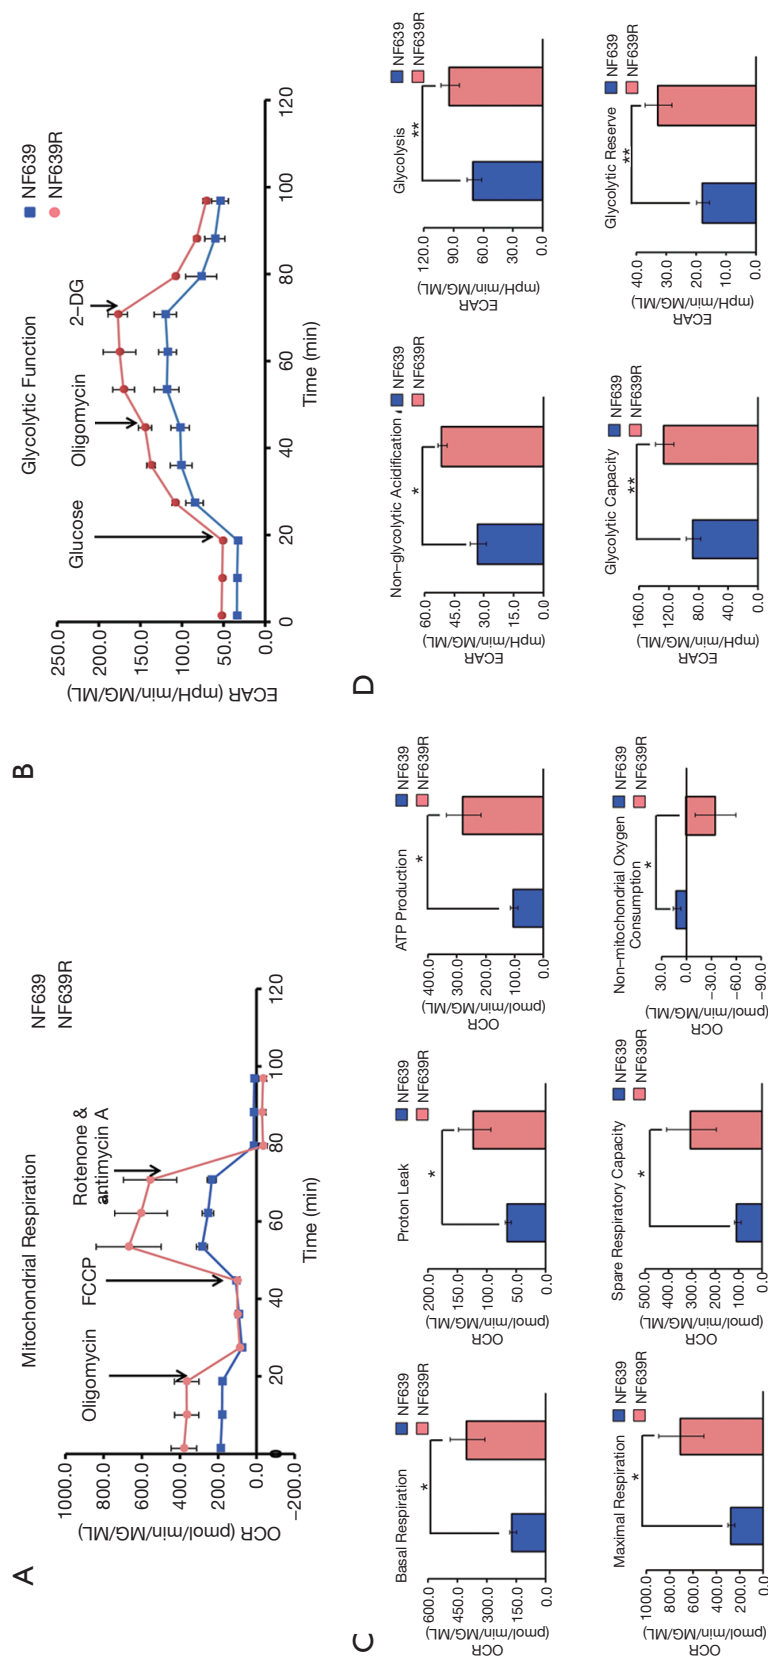 A
Mitochondrial Respiration
NF639
NF639R
Oligomycin
FCCP
Rotenone &
antimycin A
OCR (pmol/min/MG/ML)
1000.0
800.0
600.0
400.0
200.0
0.0
−200.0
0
20
40
60
80
100
120
Time (min)
B
Glycolytic Function
NF639
NF639R
Glucose
Oligomycin
2−DG
ECAR (mpH/min/MG/ML)
250.0
200.0
150.0
100.0
50.0
0.0
0
20
40
60
80
100
120
Time (min)
C
Basal Respiration
NF639
NF639R
*
OCR
(pmol/min/MG/ML)
600.0
450.0
300.0
150.0
0.0
Proton Leak
NF639
NF639R
*
OCR
(pmol/min/MG/ML)
200.0
150.0
100.0
50.0
0.0
ATP Production
NF639
NF639R
*
OCR
(pmol/min/MG/ML)
400.0
300.0
200.0
100.0
0.0
Maximal Respiration
NF639
NF639R
*
OCR
(pmol/min/MG/ML)
1000.0
800.0
600.0
400.0
200.0
0.0
Spare Respiratory Capacity
NF639
NF639R
*
OCR
(pmol/min/MG/ML)
500.0
400.0
300.0
200.0
100.0
0.0
Non−mitochondrial Oxygen
Consumption
NF639
NF639R
*
OCR
(pmol/min/MG/ML)
30.0
0.0
−30.0
−60.0
−90.0
D
Non−glycolytic Acidification
NF639
NF639R
*
ECAR
(mpH/min/MG/ML)
60.0
45.0
30.0
15.0
0.0
Glycolysis
NF639
NF639R
**
ECAR
(mpH/min/MG/ML)
120.0
90.0
60.0
30.0
0.0
Glycolytic Capacity
NF639
NF639R
**
ECAR
(mpH/min/MG/ML)
160.0
120.0
80.0
40.0
0.0
Glycolytic Reserve
NF639
NF639R
**
ECAR
(mpH/min/MG/ML)
40.0
30.0
20.0
10.0
0.0